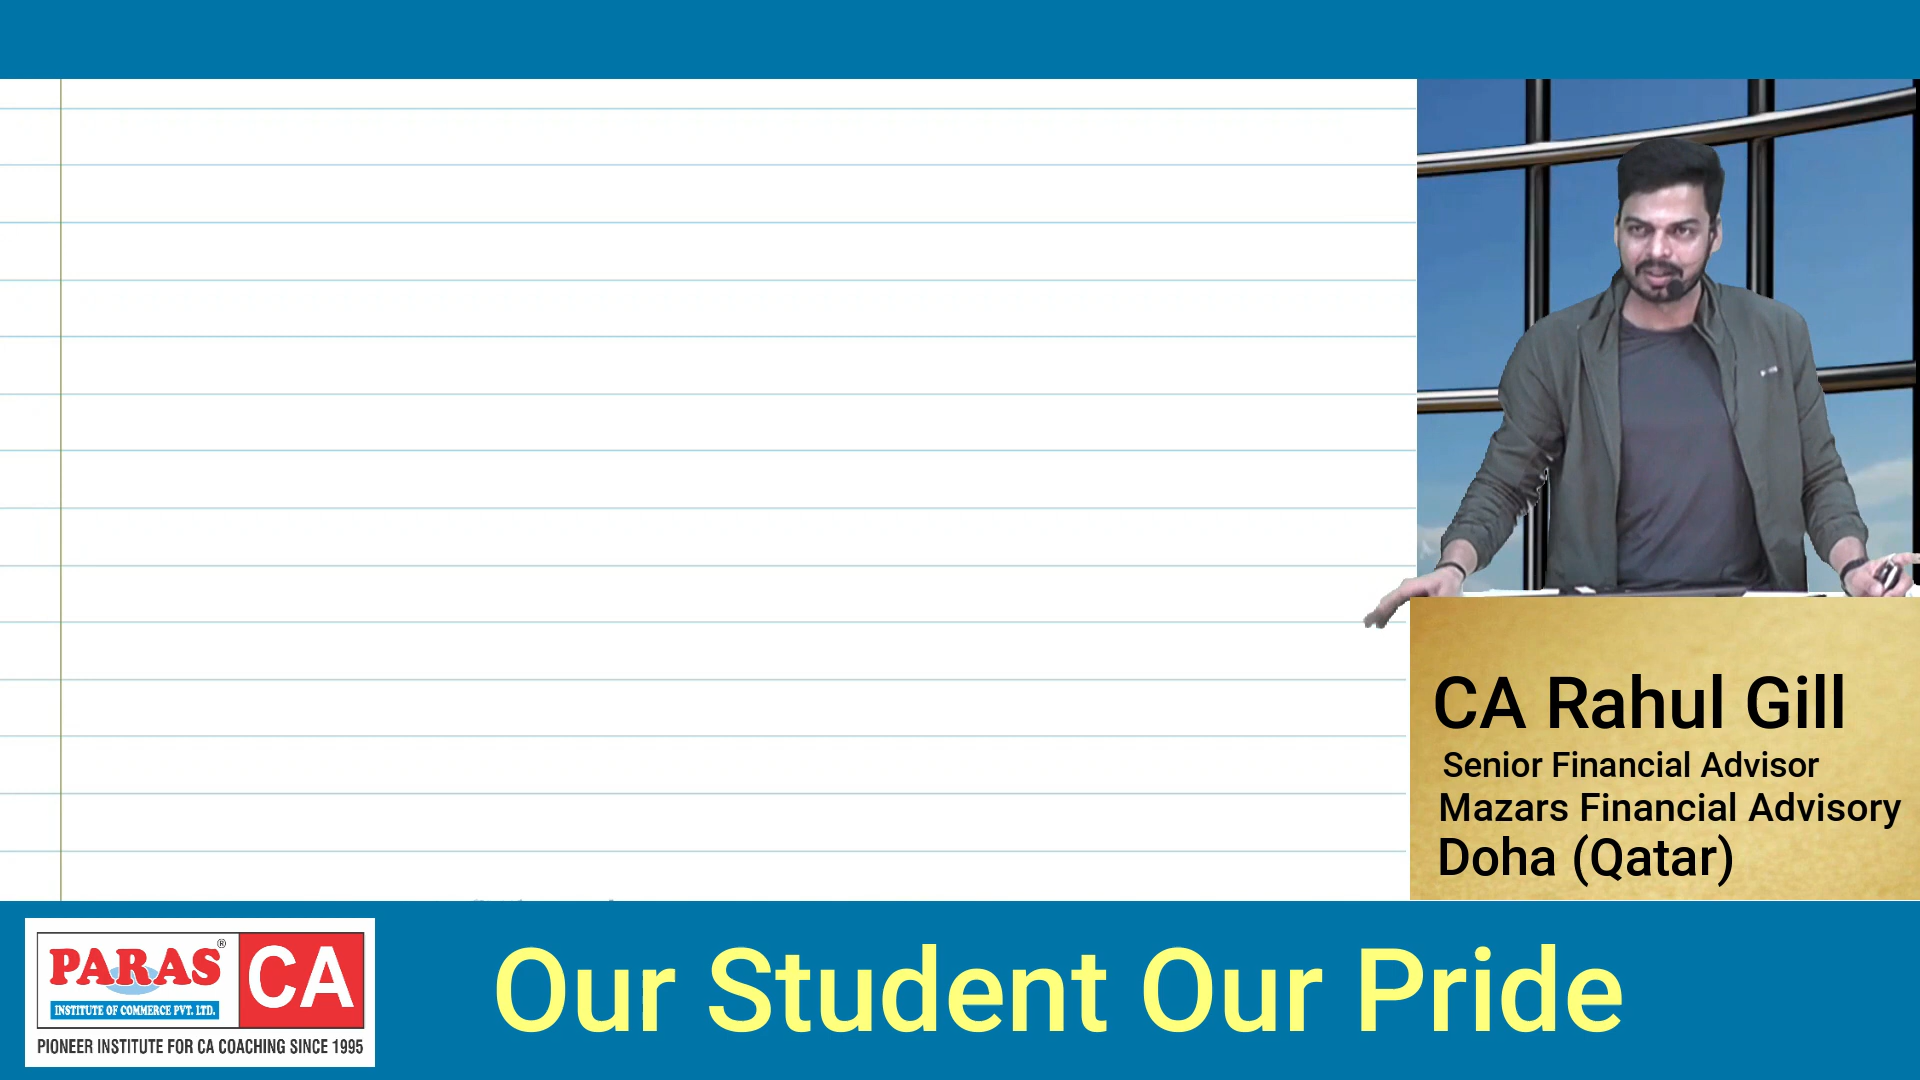 CA Rahul Gill
Senior Financial Advisor
Mazars Financial Advisory
Doha (Qatar)
PARAS® CA
INSTITUTE OF COMMERCE PVT. LTD.
PIONEER INSTITUTE FOR CA COACHING SINCE 1995
Our Student Our Pride